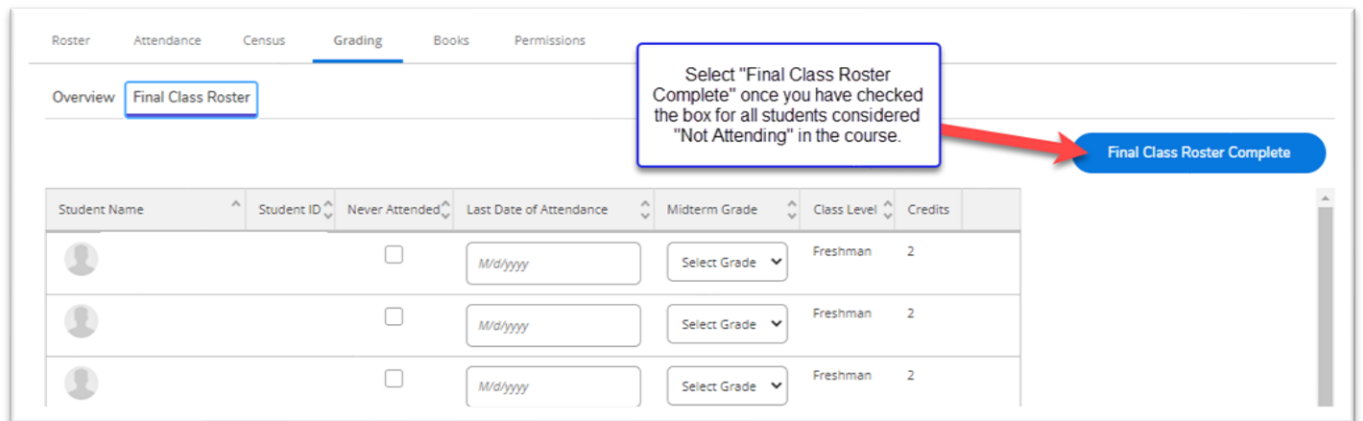 Roster Attendance Census Grading Books Permissions
Overview Final Class Roster
Select "Final Class Roster
Complete" once you have checked
the box for all students considered
"Not Attending" in the course.
Final Class Roster Complete
Student Name Student ID Never Attended Last Date of Attendance Midterm Grade Class Level Credits
M/d/yyyy Select Grade Freshman 2
M/d/yyyy Select Grade Freshman 2
M/d/yyyy Select Grade Freshman 2